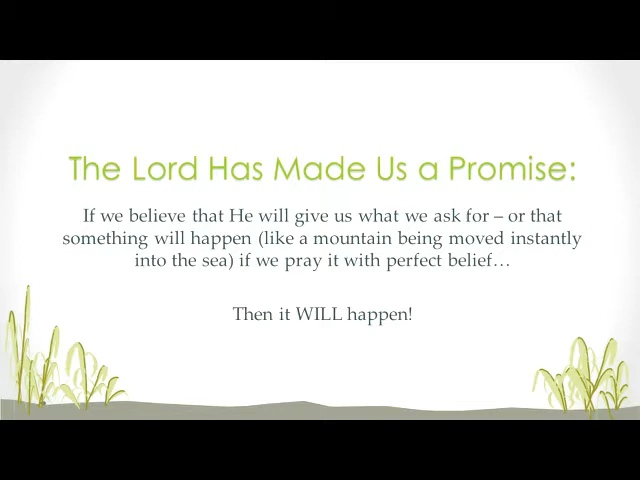 The Lord Has Made Us a Promise:
If we believe that He will give us what we ask for – or that
something will happen (like a mountain being moved instantly
into the sea) if we pray it with perfect belief…
Then it WILL happen!